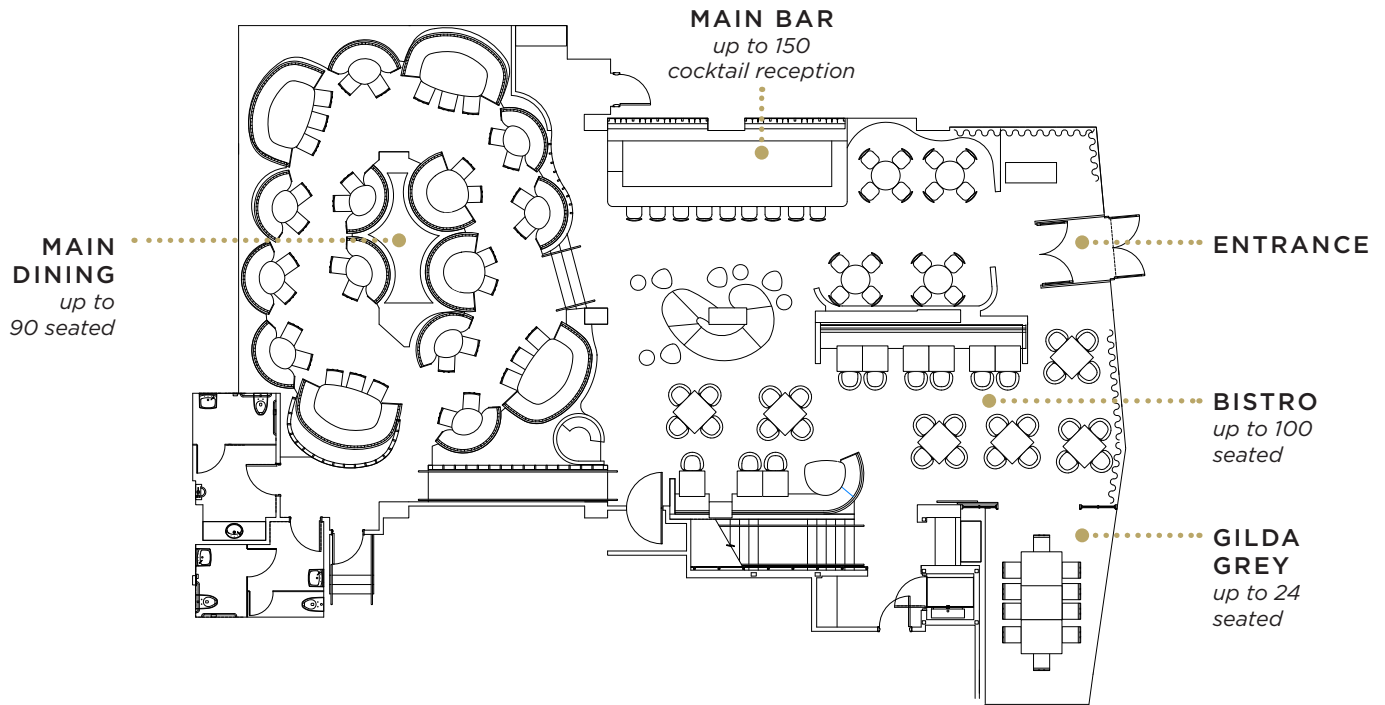 MAIN BAR
up to 150
cocktail reception
MAIN
DINING
up to
90 seated
ENTRANCE
BISTRO
up to 100
seated
GILDA
GREY
up to 24
seated